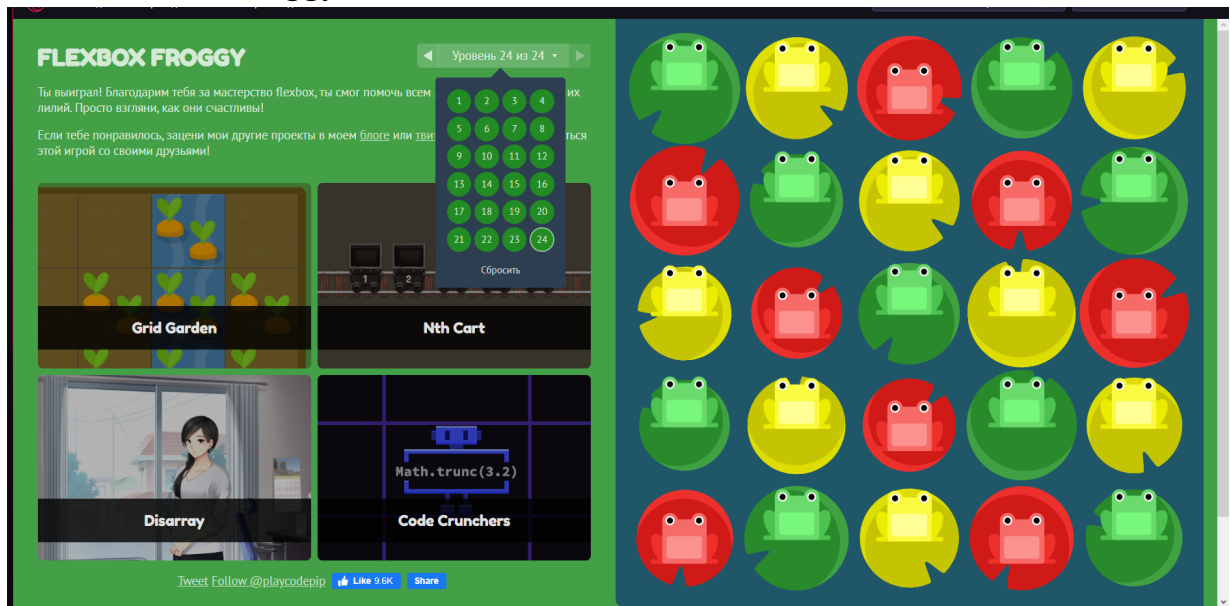 FLEXBOX FROGGY
Уровень 24 из 24
Ты выиграл! Благодарим тебя за мастерство flexbox, ты смог помочь всем их
лилий. Просто взгляни, как они счастливы!
Если тебе понравилось, зацени мои другие проекты в моем блоге или
этой игрой со своими друзьями!
1 2 3 4
5 6 7 8
9 10 11 12
13 14 15 16
17 18 19 20
21 22 23 24
Сбросить
1 2
Grid Garden
Nth Cart
Math.trunc(3.2)
Disarray
Code Crunchers
Tweet Follow @playcodepip Like 9.6K Share